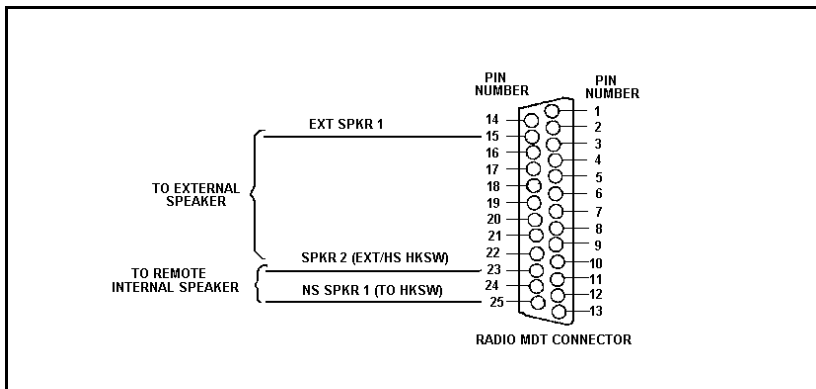 PIN
NUMBER
PIN
NUMBER
EXT SPKR 1
TO EXTERNAL
SPEAKER
SPKR 2 (EXT/HS HKSW)
TO REMOTE
INTERNAL SPEAKER
NS SPKR 1 (TO HKSW)
14
15
16
17
18
19
20
21
22
23
24
25
1
2
3
4
5
6
7
8
9
10
11
12
13
RADIO MDT CONNECTOR